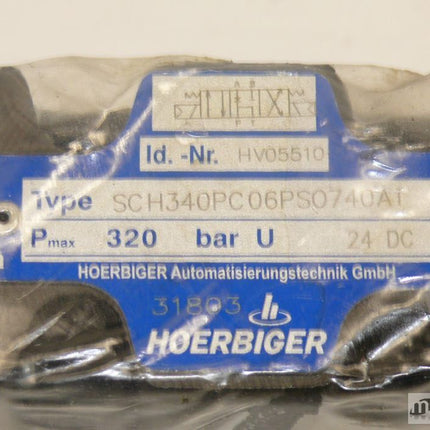 A B
Id. -Nr. HV05510
Type SCH340PC06PS0740A1
Pmax 320 bar U 24 DC
HOERBIGER Automatisierungstechnik GmbH
31803
HOERBIGER